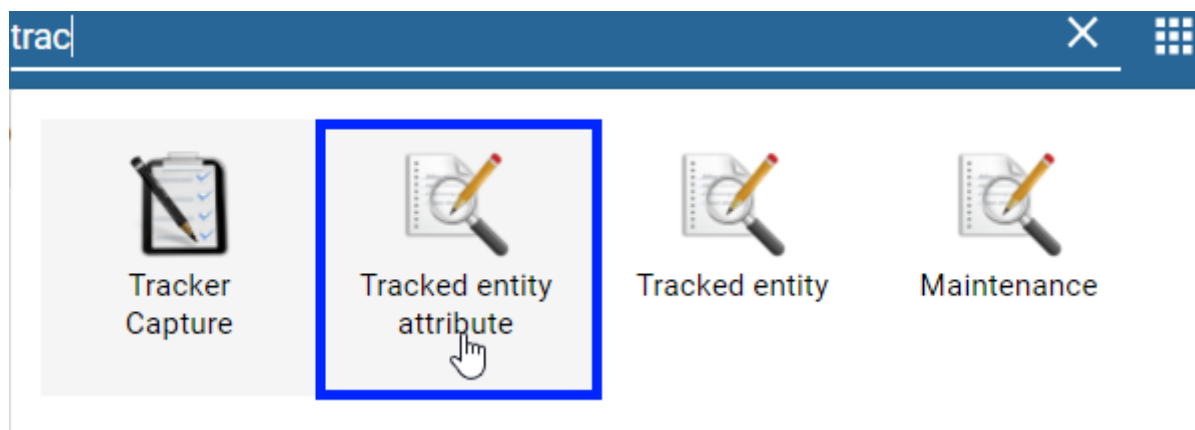 trac
Tracker
Capture
Tracked entity
attribute
Tracked entity
Maintenance